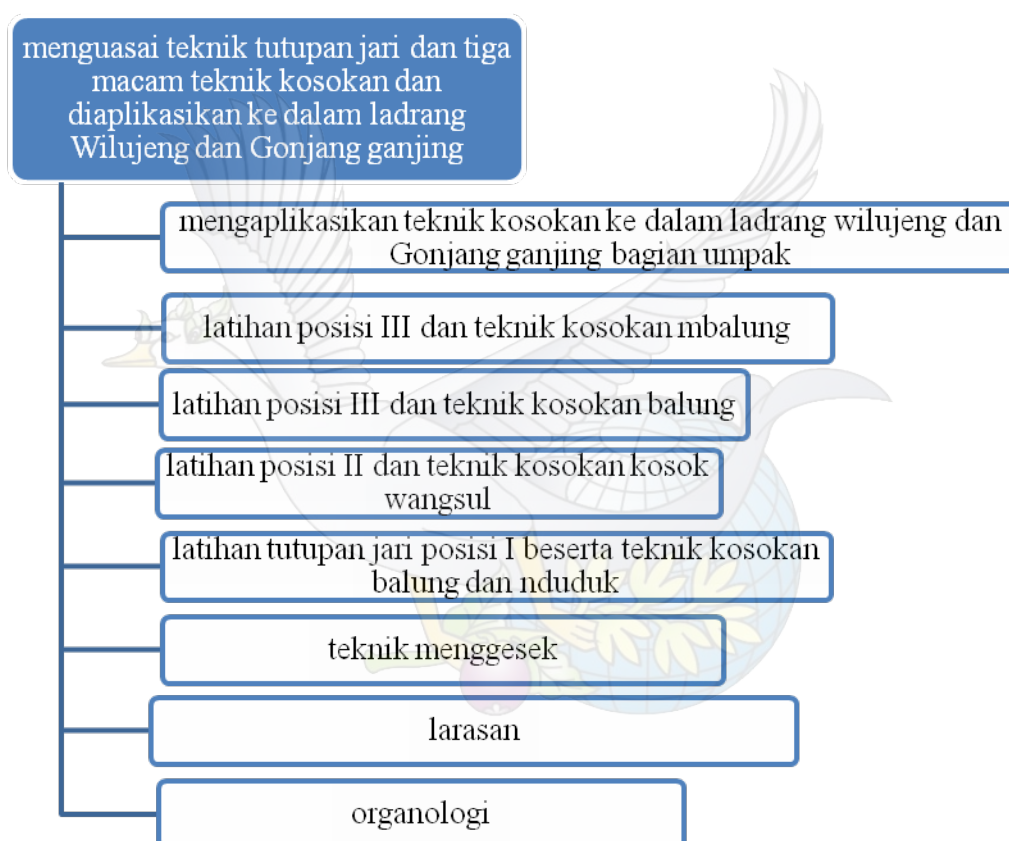 menguasai teknik tutupan jari dan tiga
macam teknik kosokan dan
diaplikasikan ke dalam ladrang
Wilujeng dan Gonjang ganjing
mengaplikasikan teknik kosokan ke dalam ladrang wilujeng dan
Gonjang ganjing bagian umpak
latihan posisi III dan teknik kosokan mbalung
latihan posisi III dan teknik kosokan balung
latihan posisi II dan teknik kosokan kosok
wangsul
latihan tutupan jari posisi I beserta teknik kosokan
balung dan nduduk
teknik menggesek
larasan
organologi